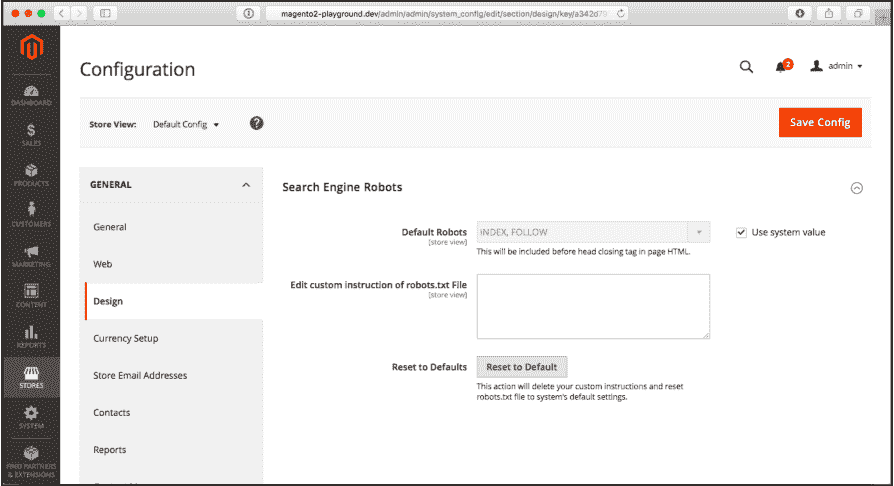 magento2-playground.dev/admin/admin/system_config/edit/section/design/key/a342d79
Configuration
2
admin
Store View: Default Config ?
Save Config
DASHBOARD
$
SALES
PRODUCTS
CUSTOMERS
MARKETING
CONTENT
REPORTS
STORES
SYSTEM
FIND PARTNERS
& EXTENSIONS
GENERAL
General
Web
Design
Currency Setup
Store Email Addresses
Contacts
Reports
Search Engine Robots
Default Robots
[store view]
INDEX, FOLLOW
Use system value
This will be included before head closing tag in page HTML.
Edit custom instruction of robots.txt File
[store view]
Reset to Defaults
Reset to Default
This action will delete your custom instructions and reset
robots.txt file to system's default settings.